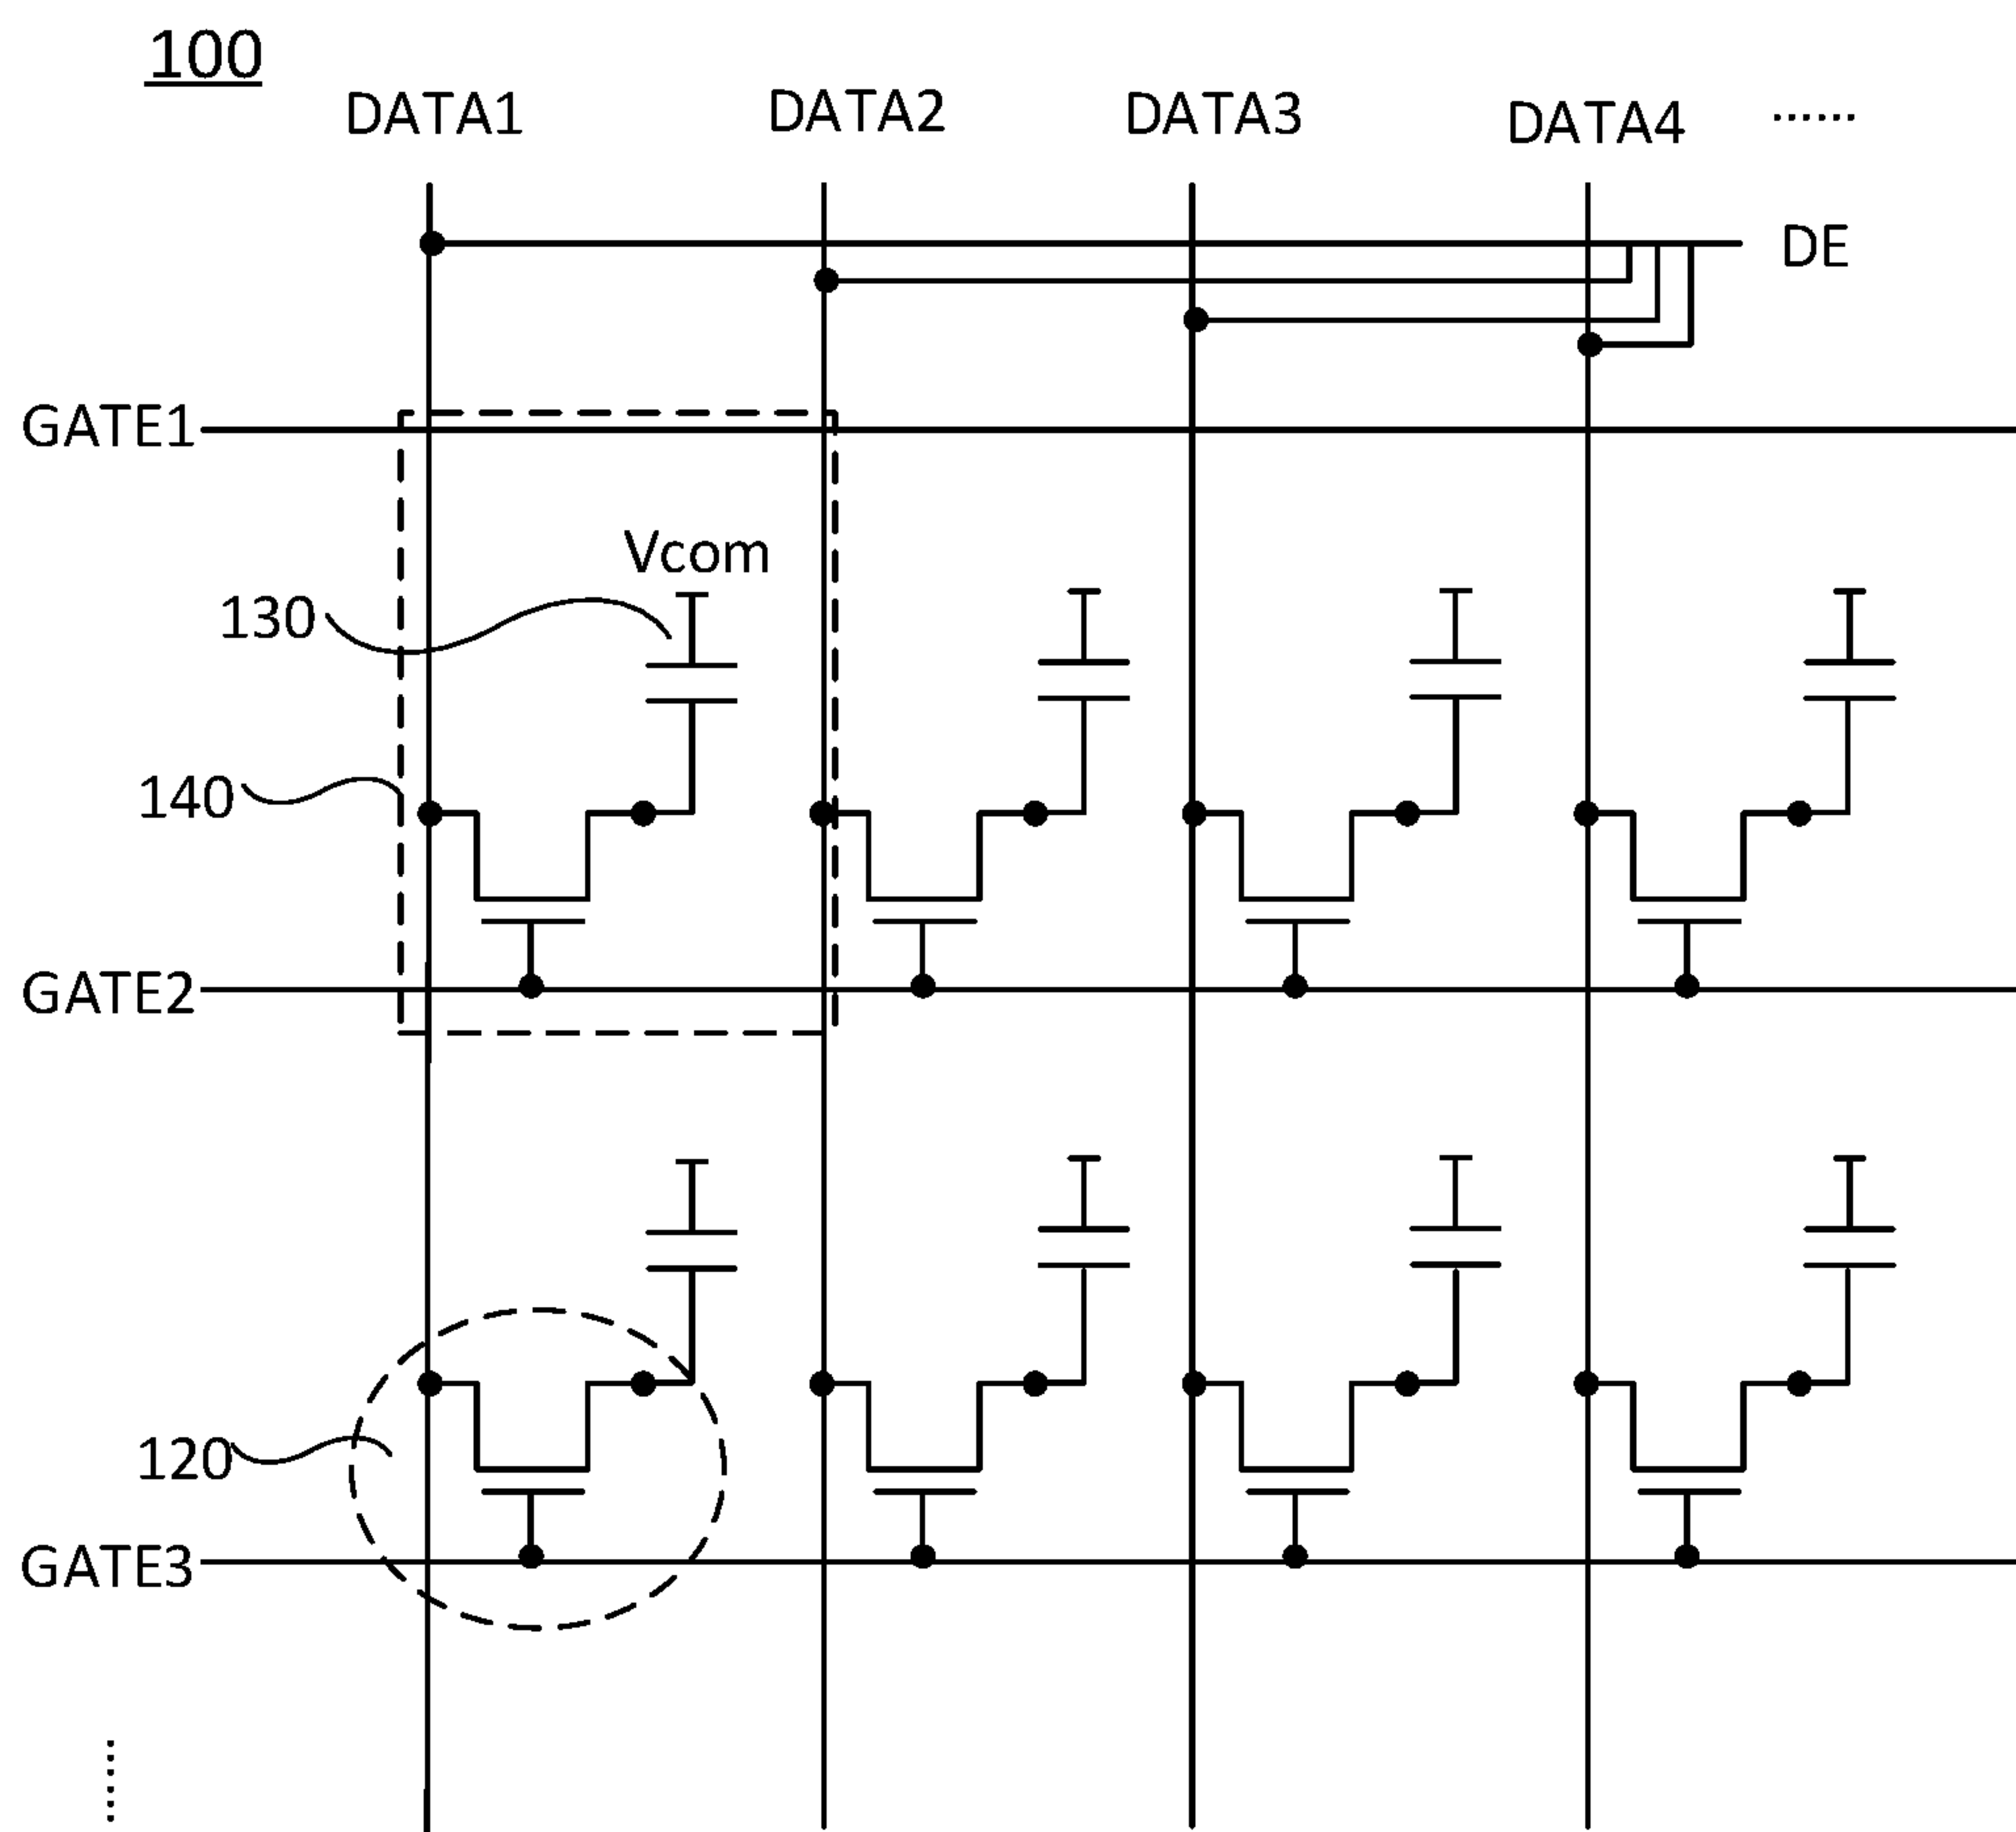 100
DATA1 DATA2 DATA3 DATA4 ......
DE
GATE1
Vcom
130
140
GATE2
120
GATE3
......